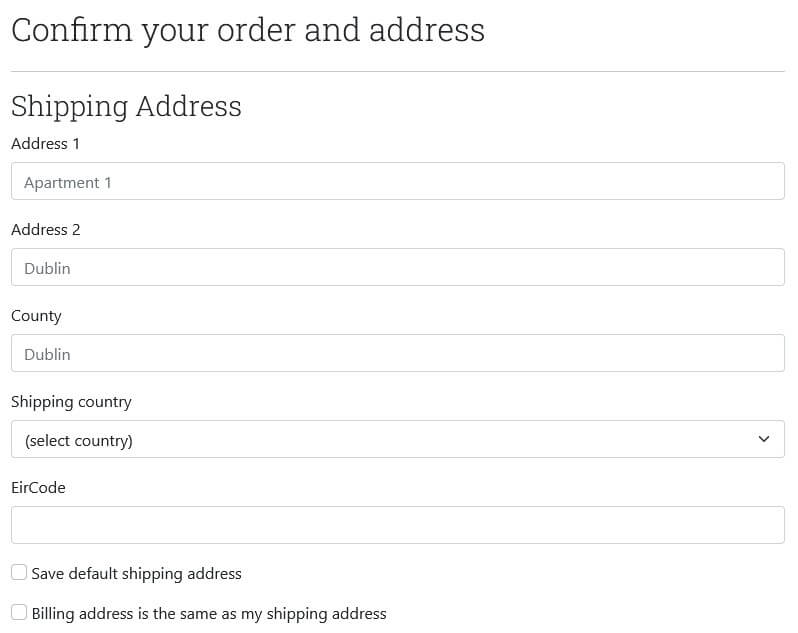 Confirm your order and address
Shipping Address
Address 1
Apartment 1
Address 2
Dublin
County
Dublin
Shipping country
(select country)
EirCode
Save default shipping address
Billing address is the same as my shipping address